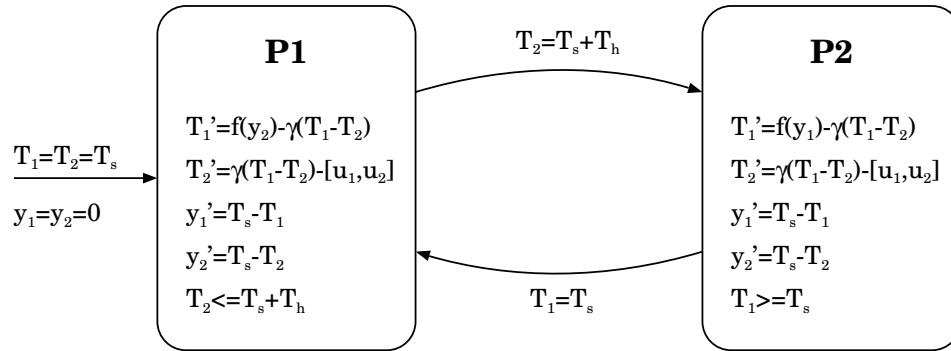 T₁=T₂=Tₛ
y₁=y₂=0
P1
T₁'=f(y₂)-γ(T₁-T₂)
T₂'=γ(T₁-T₂)-[u₁,u₂]
y₁'=Tₛ-T₁
y₂'=Tₛ-T₂
T₂<=Tₛ+Tₕ
T₂=Tₛ+Tₕ
T₁=Tₛ
P2
T₁'=f(y₁)-γ(T₁-T₂)
T₂'=γ(T₁-T₂)-[u₁,u₂]
y₁'=Tₛ-T₁
y₂'=Tₛ-T₂
T₁>=Tₛ